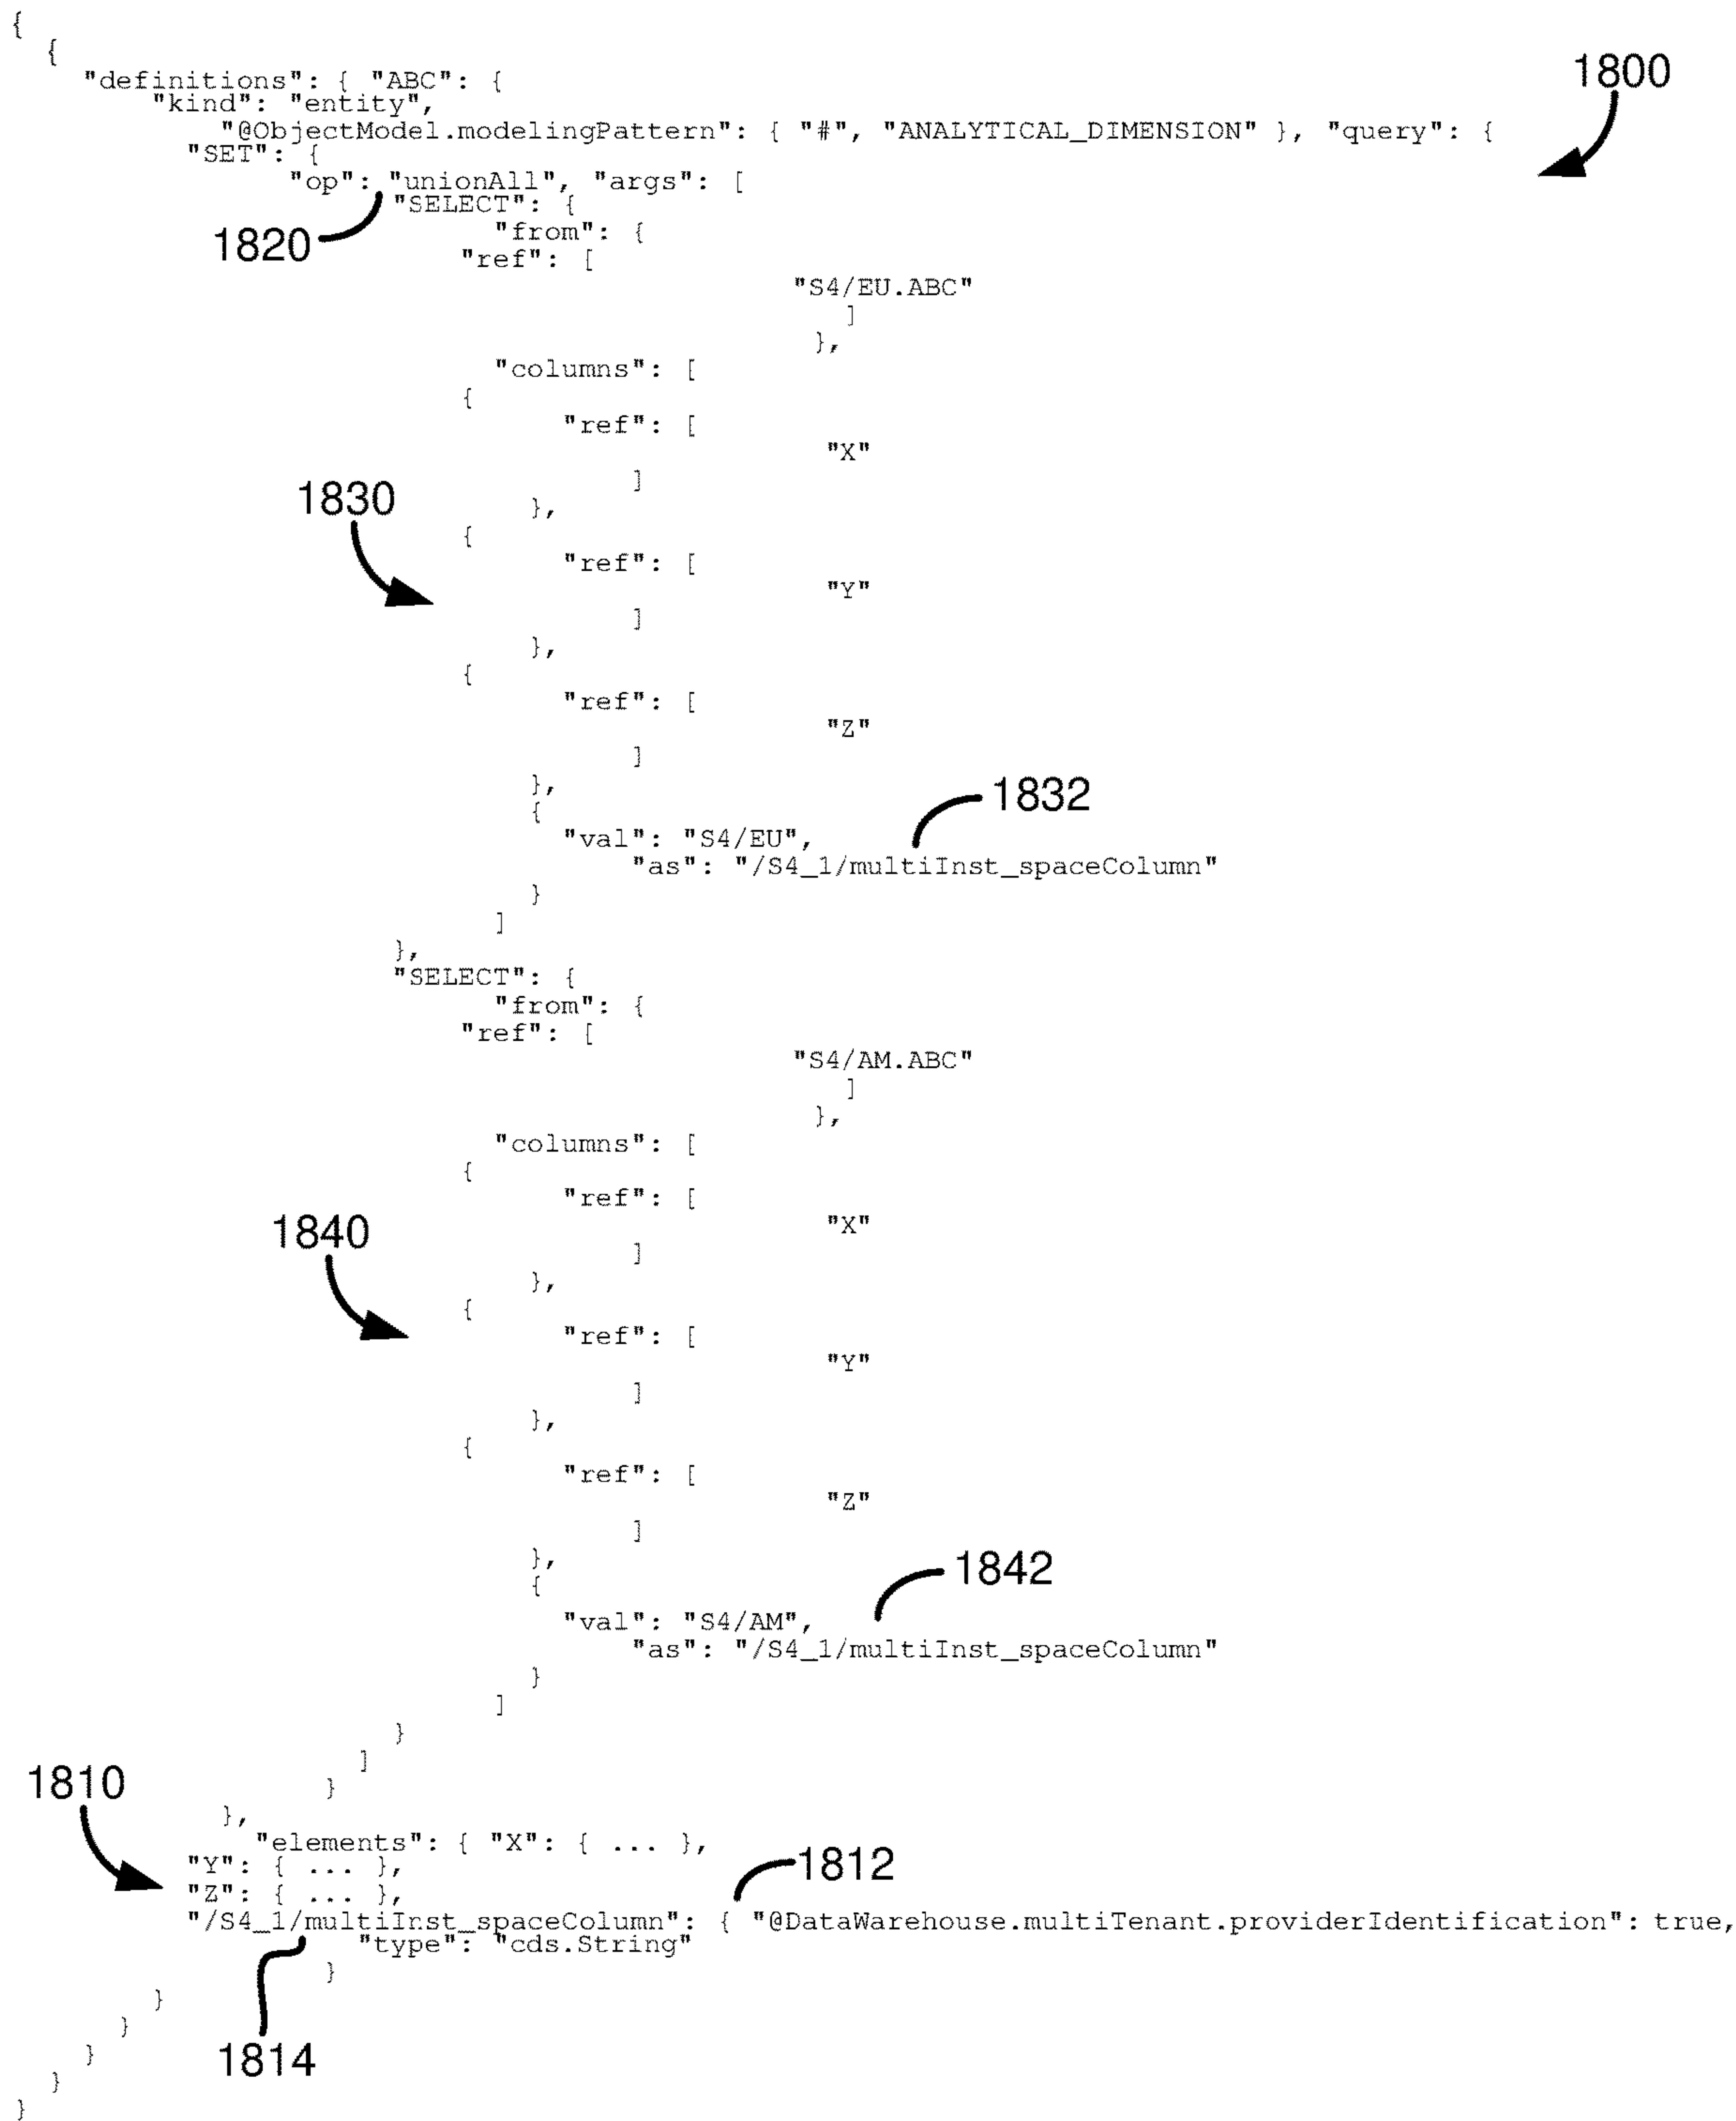 {
{
"definitions": { "ABC": {
1800
"kind": "entity",
"@ObjectModel.modelingPattern": { "#", "ANALYTICAL_DIMENSION" }, "query": {
"SET": {
"op": "unionAll", "args": [
"SELECT": {
1820
"from": {
"ref": [
"S4/EU.ABC"
]
},
"columns": [
{
"ref": [
"X"
]
1830
},
{
"ref": [
"Y"
]
},
{
"ref": [
"Z"
]
},
1832
{
"val": "S4/EU",
"as": "/S4_1/multiInst_spaceColumn"
}
]
},
"SELECT": {
"from": {
"ref": [
"S4/AM.ABC"
]
},
"columns": [
{
"ref": [
"X"
1840
]
},
{
"ref": [
"Y"
]
},
{
"ref": [
"Z"
]
},
1842
{
"val": "S4/AM",
"as": "/S4_1/multiInst_spaceColumn"
}
]
}
]
1810
}
},
"elements": { "X": { ... },
1812
"Y": { ... },
"Z": { ... },
"/S4_1/multiInst_spaceColumn": { "@DataWarehouse.multiTenant.providerIdentification": true,
"type": "cds.String"
}
}
}
}
1814
}
}